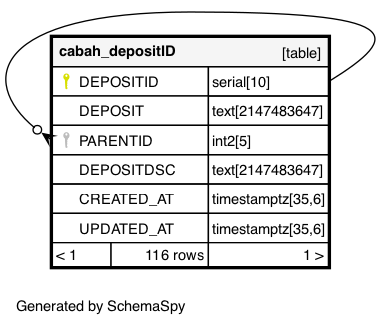 cabah_depositID [table]
DEPOSITID serial[10]
DEPOSIT text[2147483647]
PARENTID int2[5]
DEPOSITDSC text[2147483647]
CREATED_AT timestamptz[35,6]
UPDATED_AT timestamptz[35,6]
< 1 116 rows 1 >
Generated by SchemaSpy